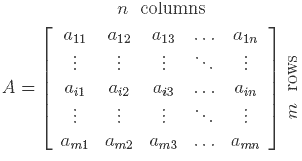 n columns
a11 a12 a13 … a1n
⋮ ⋮ ⋮ ⋱ ⋮
A = ai1 ai2 ai3 … ain
⋮ ⋮ ⋮ ⋱ ⋮
am1 am2 am3 … amn
m rows